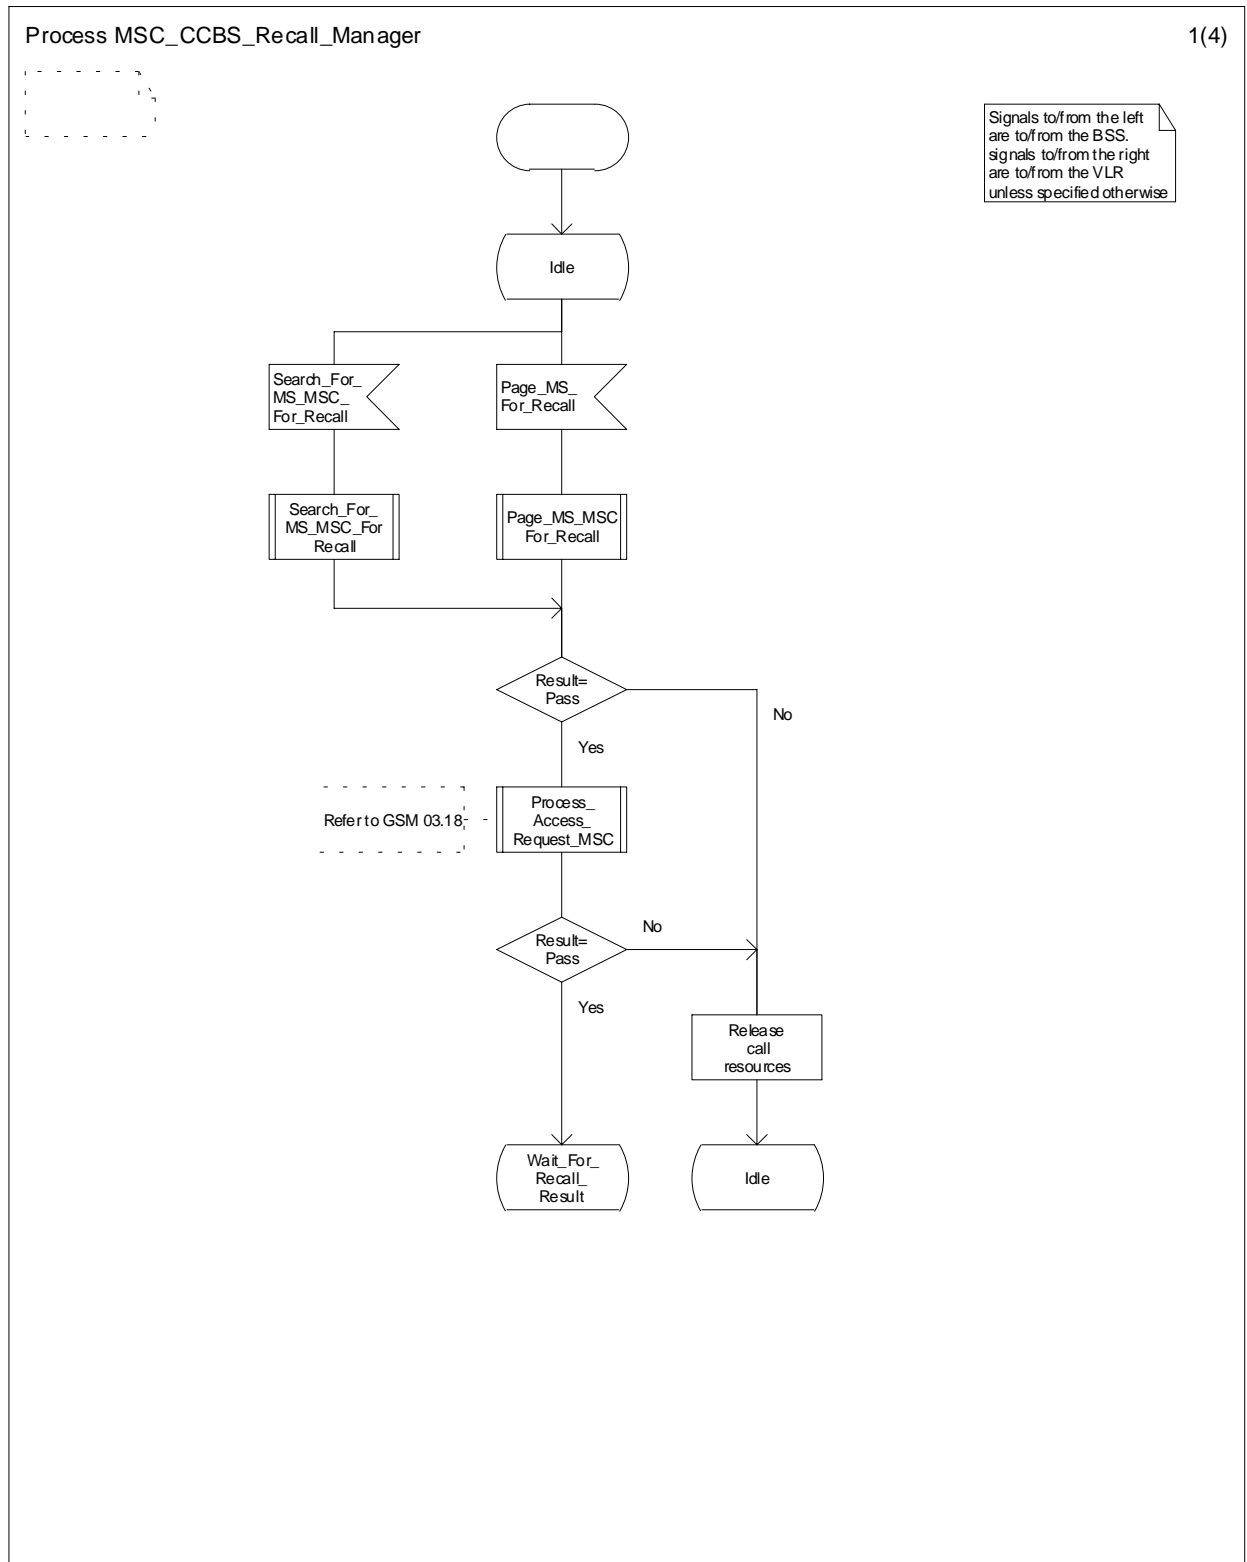 Process MSC_CCBS_Recall_Manager
1(4)
Signals to/from the left
are to/from the BSS.
signals to/from the right
are to/from the VLR
unless specified otherwise
Idle
Search_For_
MS_MSC_
For_Recall
Page_MS_
For_Recall
Search_For_
MS_MSC_For
Recall
Page_MS_MSC
For_Recall
Result=
Pass
No
Yes
Refer to GSM 03.18
Process_
Access_
Request_MSC
Result=
Pass
No
Yes
Release
call
resources
Wait_For_
Recall_
Result
Idle